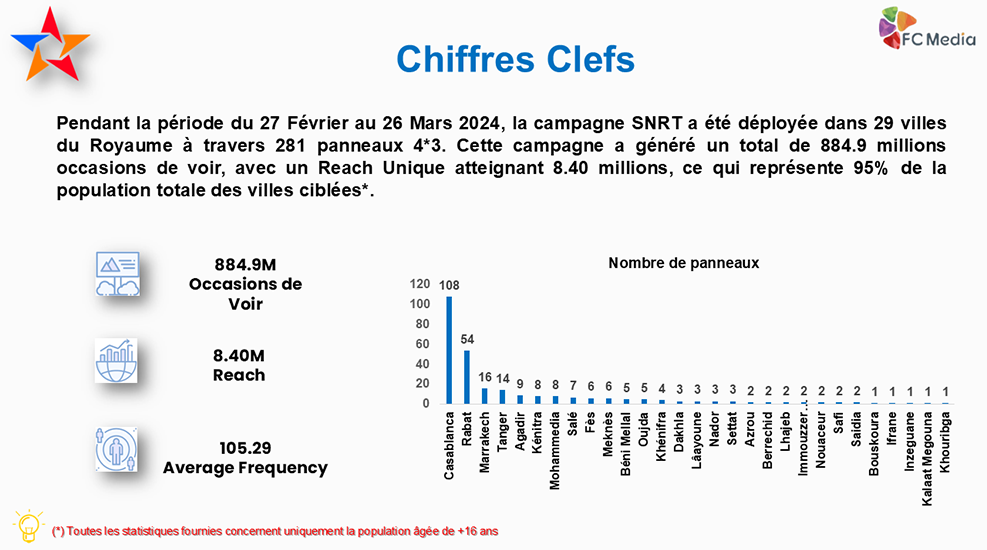 FC Media
Chiffres Clefs
Pendant la période du 27 Février au 26 Mars 2024, la campagne SNRT a été déployée dans 29 villes
du Royaume à travers 281 panneaux 4*3. Cette campagne a généré un total de 884.9 millions
occasions de voir, avec un Reach Unique atteignant 8.40 millions, ce qui représente 95% de la
population totale des villes ciblées*.
884.9M
Occasions de
Voir
8.40M
Reach
105.29
Average Frequency
Nombre de panneaux
120
100
80
60
40
20
0
108
54
16
14
9
8
8
7
6
6
5
5
4
3
3
3
3
2
2
2
2
2
2
2
1
1
1
1
1
Casablanca
Rabat
Marrakech
Tanger
Agadir
Kénitra
Mohammedia
Salé
Fès
Meknès
Béni Mellal
Oujda
Khénifra
Dakhla
Lâayoune
Nador
Settat
Azrou
Berrechid
Lhajeb
Immouzzer…
Nouaceur
Safi
Saidia
Bouskoura
Ifrane
Inzeguane
Kalaat Megouna
Khouribga
(*) Toutes les statistiques fournies concernent uniquement la population âgée de +16 ans